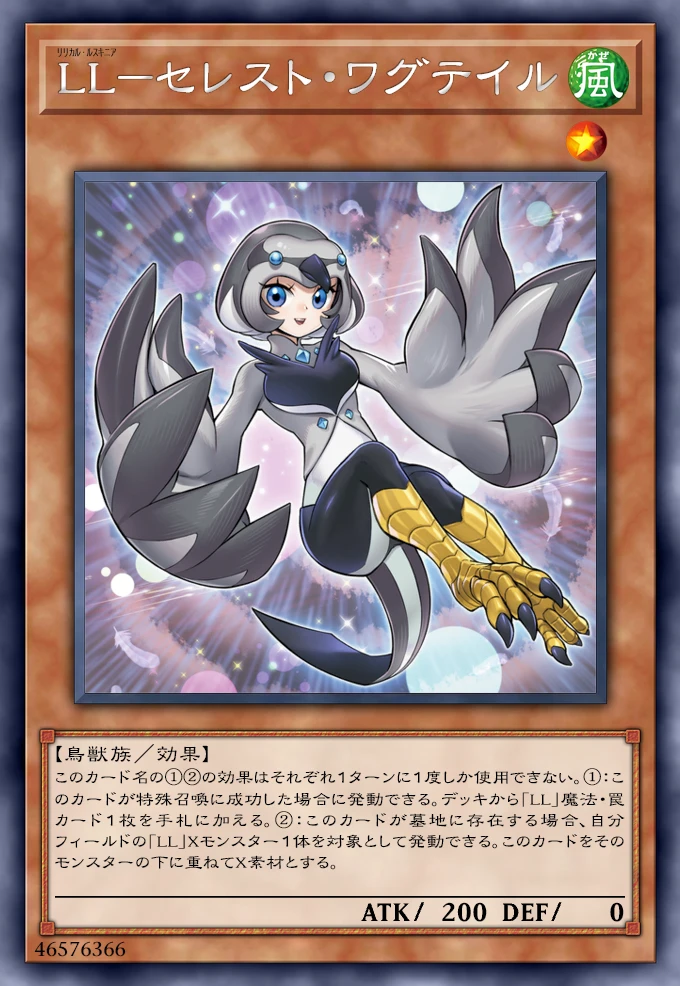 リリカル・ルスキニア
LL－セレスト・ワグテイル
かぜ
風
【鳥獣族／効果】
このカード名の①②の効果はそれぞれ１ターンに１度しか使用できない。①：こ
のカードが特殊召喚に成功した場合に発動できる。デッキから「LL」魔法・罠
カード１枚を手札に加える。②：このカードが墓地に存在する場合、自分
フィールドの「LL」Xモンスター１体を対象として発動できる。このカードをその
モンスターの下に重ねてX素材とする。
ATK/ 200 DEF/ 0
46576366